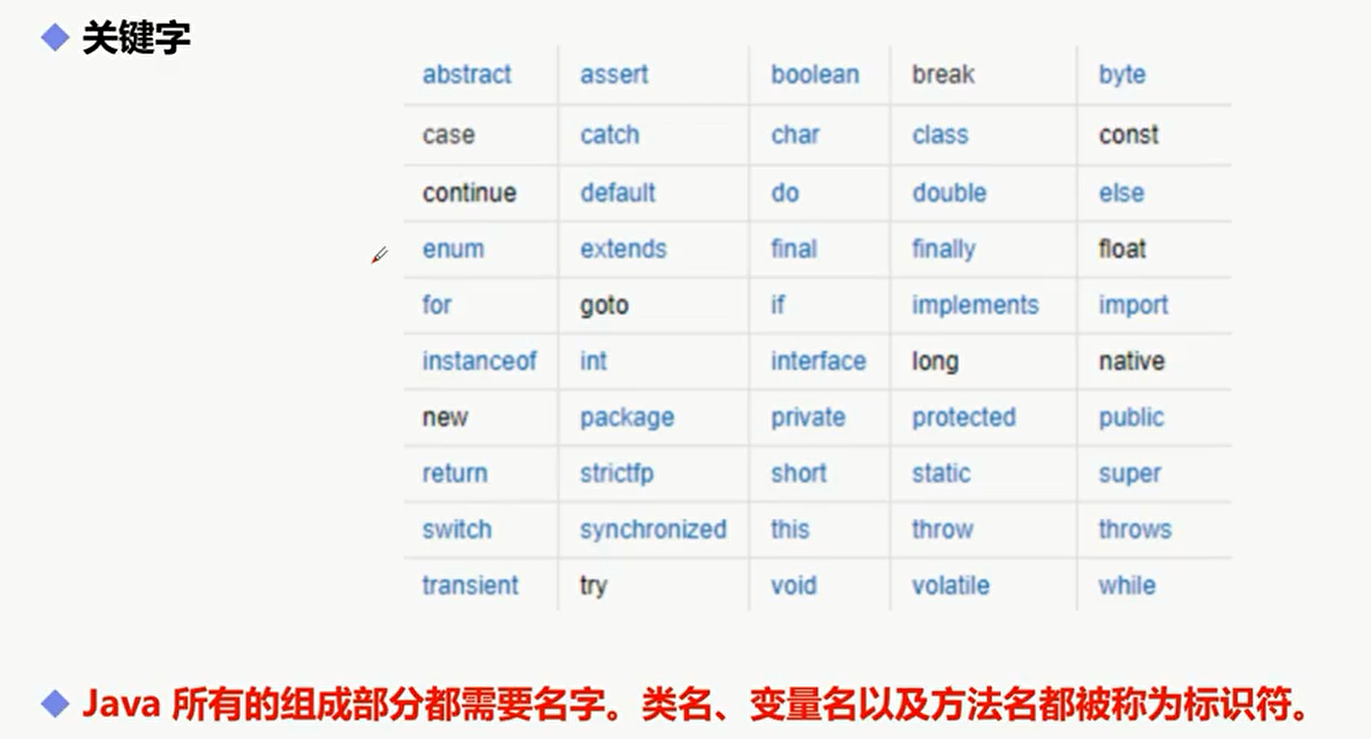 关键字
abstract assert boolean break byte
case catch char class const
continue default do double else
enum extends final finally float
for goto if implements import
instanceof int interface long native
new package private protected public
return strictfp short static super
switch synchronized this throw throws
transient try void volatile while
Java 所有的组成部分都需要名字。类名、变量名以及方法名都被称为标识符。